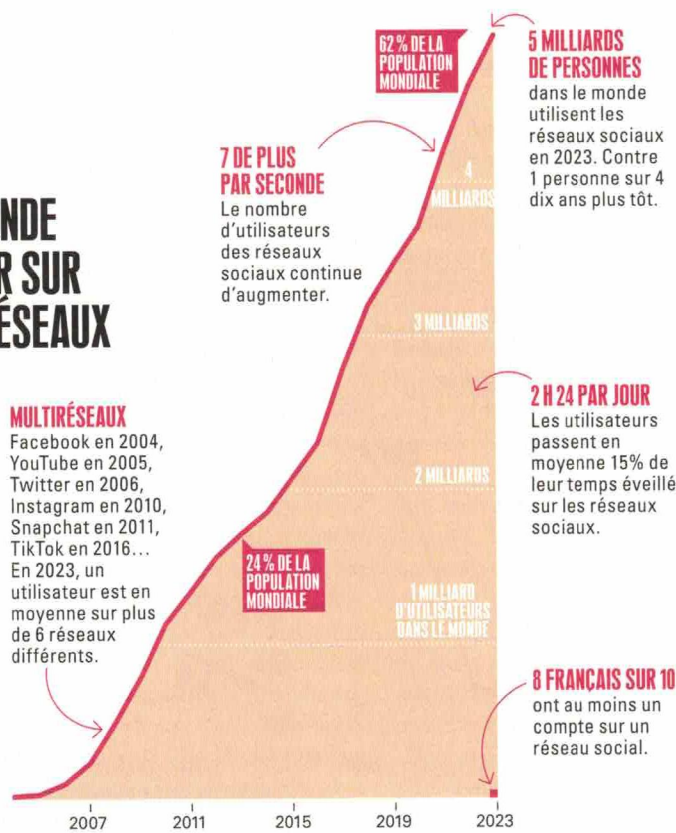 NDE
R SUR
ÉSEAUX
62 % DE LA
POPULATION
MONDIALE
5 MILLIARDS
DE PERSONNES
dans le monde
utilisent les
réseaux sociaux
en 2023. Contre
1 personne sur 4
dix ans plus tôt.
7 DE PLUS
PAR SECONDE
Le nombre
d'utilisateurs
des réseaux
sociaux continue
d'augmenter.
4
MILLIARDS
3 MILLIARDS
2 H 24 PAR JOUR
Les utilisateurs
passent en
moyenne 15% de
leur temps éveillé
sur les réseaux
sociaux.
MULTIRÉSEAUX
Facebook en 2004,
YouTube en 2005,
Twitter en 2006,
Instagram en 2010,
Snapchat en 2011,
TikTok en 2016...
En 2023, un
utilisateur est en
moyenne sur plus
de 6 réseaux
différents.
2 MILLIARDS
24 % DE LA
POPULATION
MONDIALE
1 MILLIARD
D'UTILISATEURS
DANS LE MONDE
8 FRANÇAIS SUR 10
ont au moins un
compte sur un
réseau social.
2007 2011 2015 2019 2023